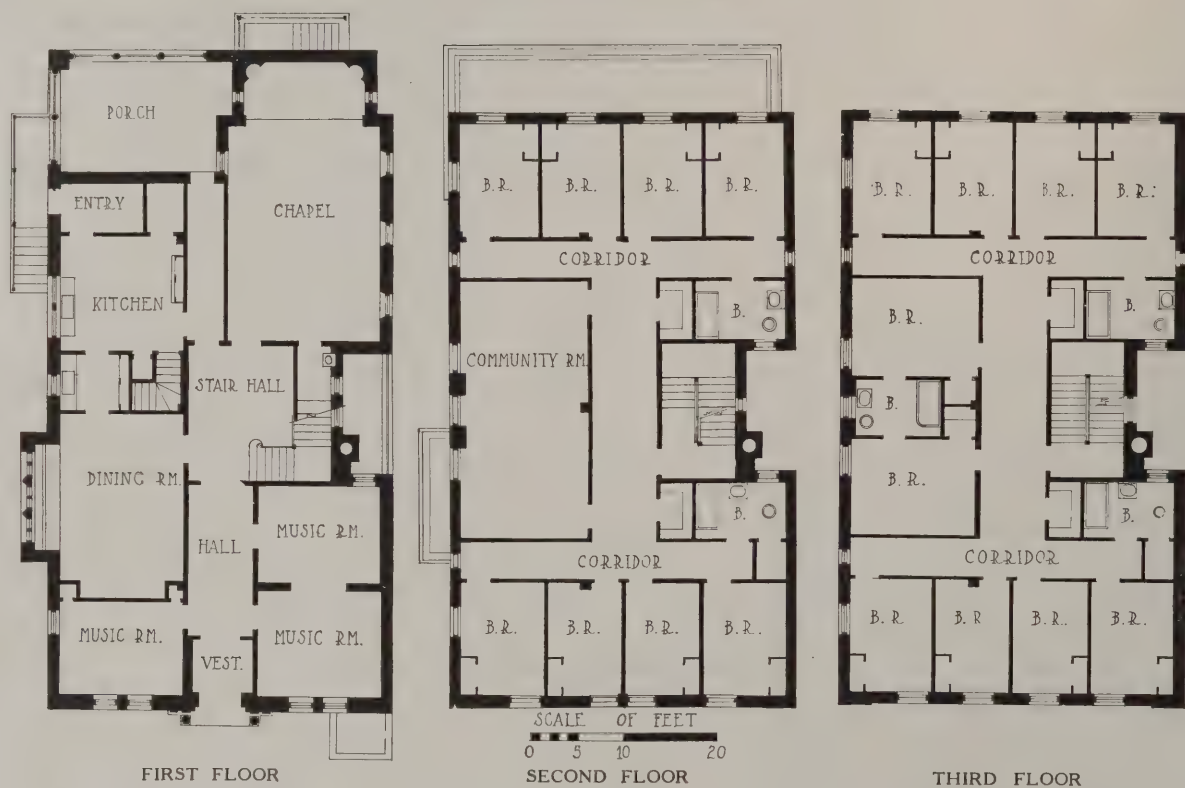 PORCH
ENTRY
CHAPEL
KITCHEN
STAIR HALL
DINING RM.
HALL
MUSIC RM.
MUSIC RM.
MUSIC RM.
VEST.
FIRST FLOOR
B.R.
B.R.
B.R.
B.R.
CORRIDOR
B.
COMMUNITY RM.
B.
CORRIDOR
B.R.
B.R.
B.R.
B.R.
SCALE OF FEET
0 5 10 20
SECOND FLOOR
B.R.
B.R.
B.R.
B.R.
CORRIDOR
B.R.
B.
B.
B.R.
B.
CORRIDOR
B.R
B.R
B.R.
B.R.
THIRD FLOOR